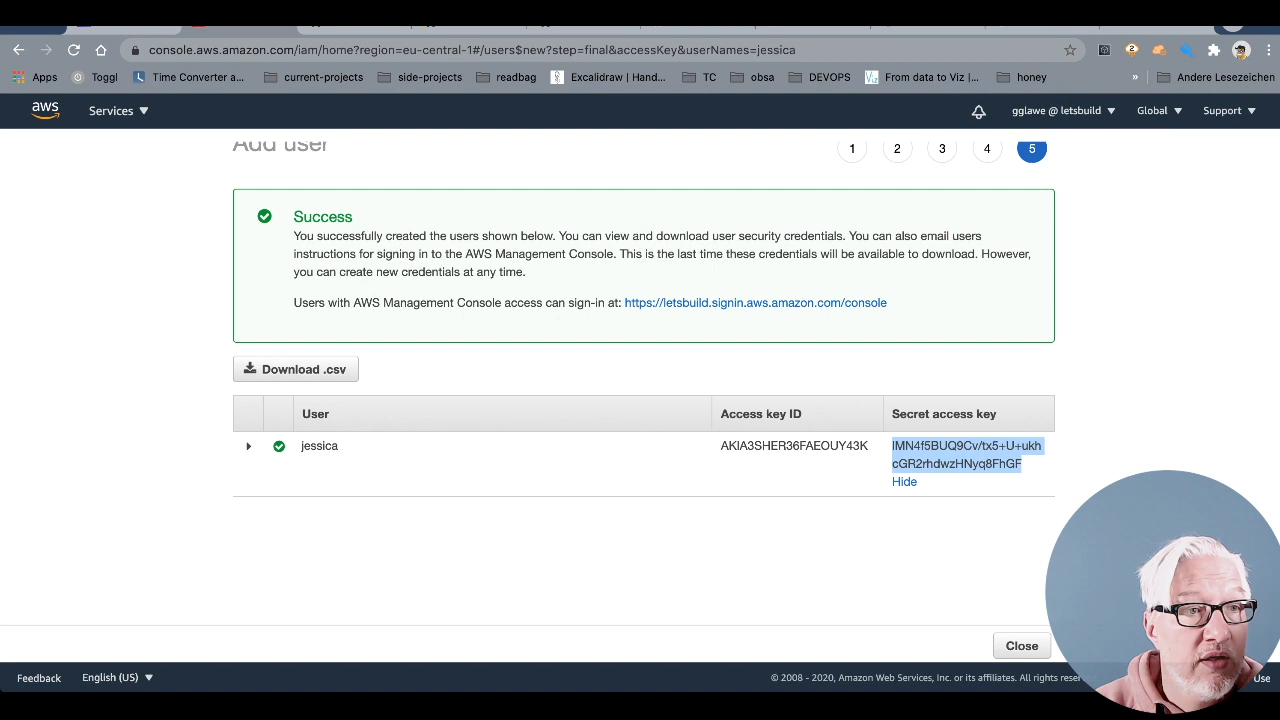 console.aws.amazon.com/iam/home?region=eu-central-1#/users$new?step=final&accessKey&userNames=jessica
Apps Toggl Time Converter a... current-projects side-projects readbag Excalidraw | Hand... TC obsa DEVOPS From data to Viz |... honey » Andere Lesezeichen
aws Services gglawe @ letsbuild Global Support
Add user 1 2 3 4 5
Success
You successfully created the users shown below. You can view and download user security credentials. You can also email users
instructions for signing in to the AWS Management Console. This is the last time these credentials will be available to download. However,
you can create new credentials at any time.
Users with AWS Management Console access can sign-in at: https://letsbuild.signin.aws.amazon.com/console
Download .csv
User Access key ID Secret access key
jessica AKIA3SHER36FAEOUY43K [secret access key redacted]
Hide
Close
Feedback English (US) © 2008 - 2020, Amazon Web Services, Inc. or its affiliates. All rights Use